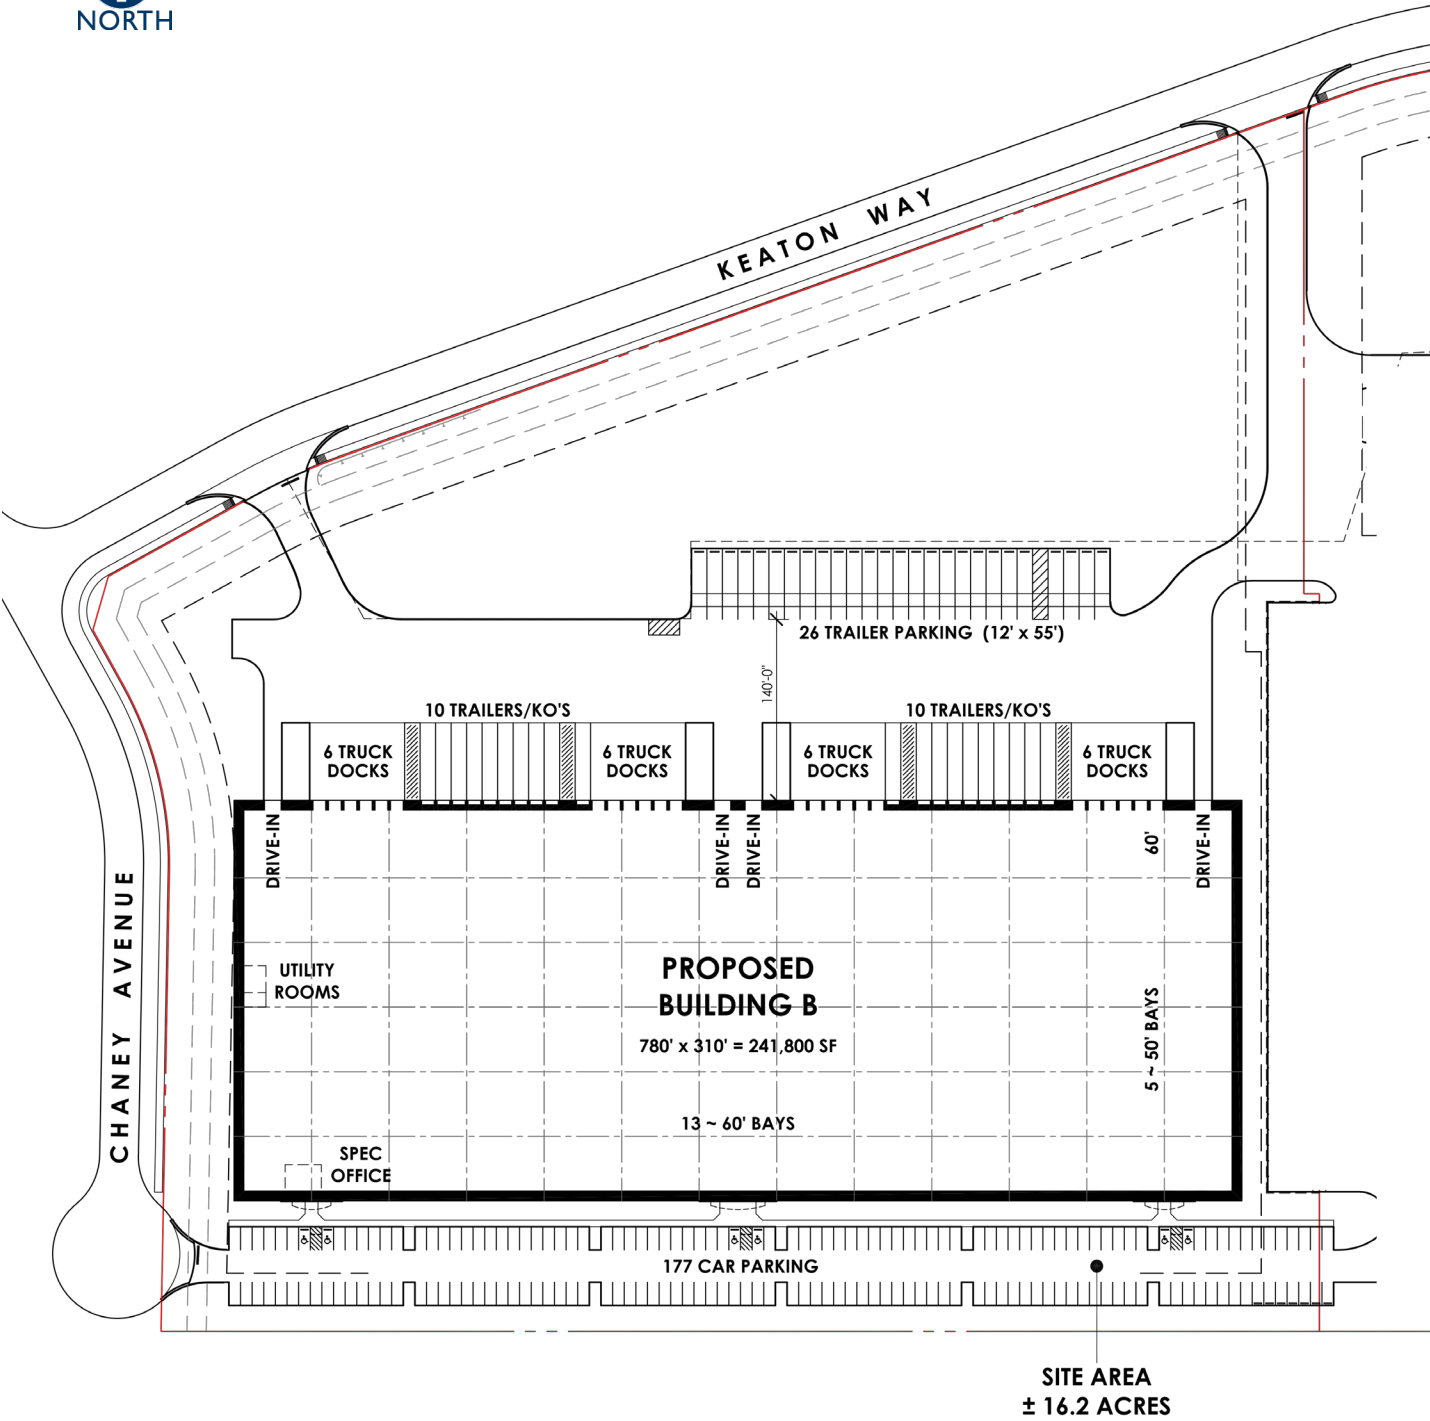 NORTH
KEATON WAY
26 TRAILER PARKING (12' x 55')
140'-0"
10 TRAILERS/KO'S
10 TRAILERS/KO'S
6 TRUCK
DOCKS
6 TRUCK
DOCKS
6 TRUCK
DOCKS
6 TRUCK
DOCKS
DRIVE-IN
DRIVE-IN
DRIVE-IN
60'
DRIVE-IN
CHANEY AVENUE
UTILITY
ROOMS
PROPOSED
BUILDING B
780' x 310' = 241,800 SF
5 ~ 50' BAYS
13 ~ 60' BAYS
SPEC
OFFICE
177 CAR PARKING
SITE AREA
± 16.2 ACRES